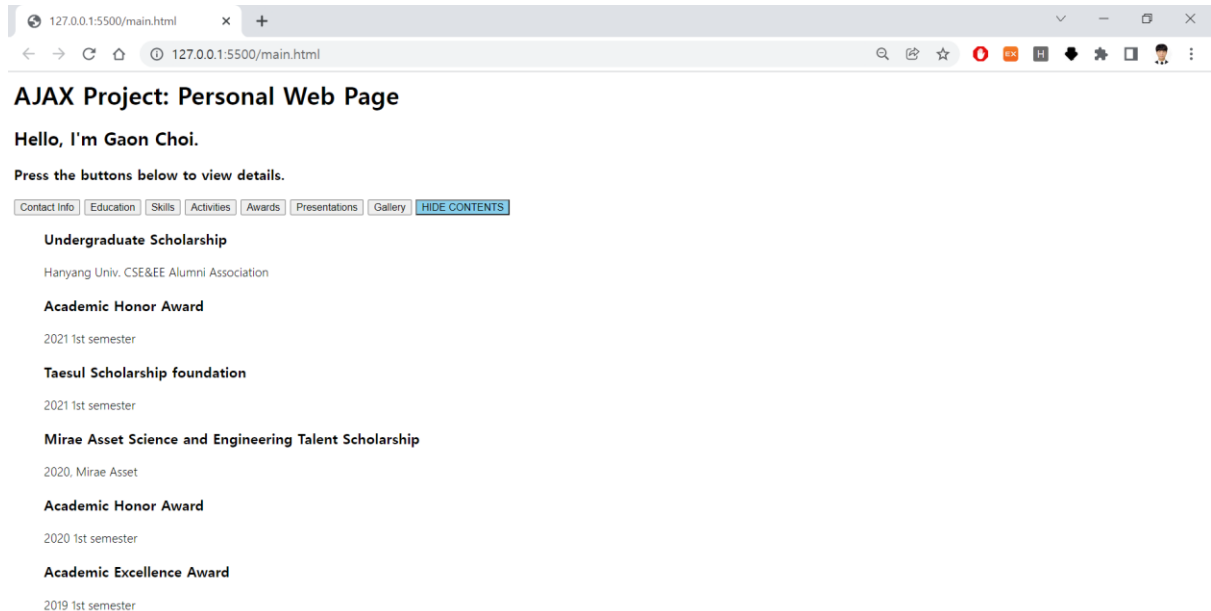 127.0.0.1:5500/main.html
127.0.0.1:5500/main.html
EX
H
AJAX Project: Personal Web Page
Hello, I'm Gaon Choi.
Press the buttons below to view details.
Contact Info Education Skills Activities Awards Presentations Gallery HIDE CONTENTS
Undergraduate Scholarship
Hanyang Univ. CSE&EE Alumni Association
Academic Honor Award
2021 1st semester
Taesul Scholarship foundation
2021 1st semester
Mirae Asset Science and Engineering Talent Scholarship
2020, Mirae Asset
Academic Honor Award
2020 1st semester
Academic Excellence Award
2019 1st semester